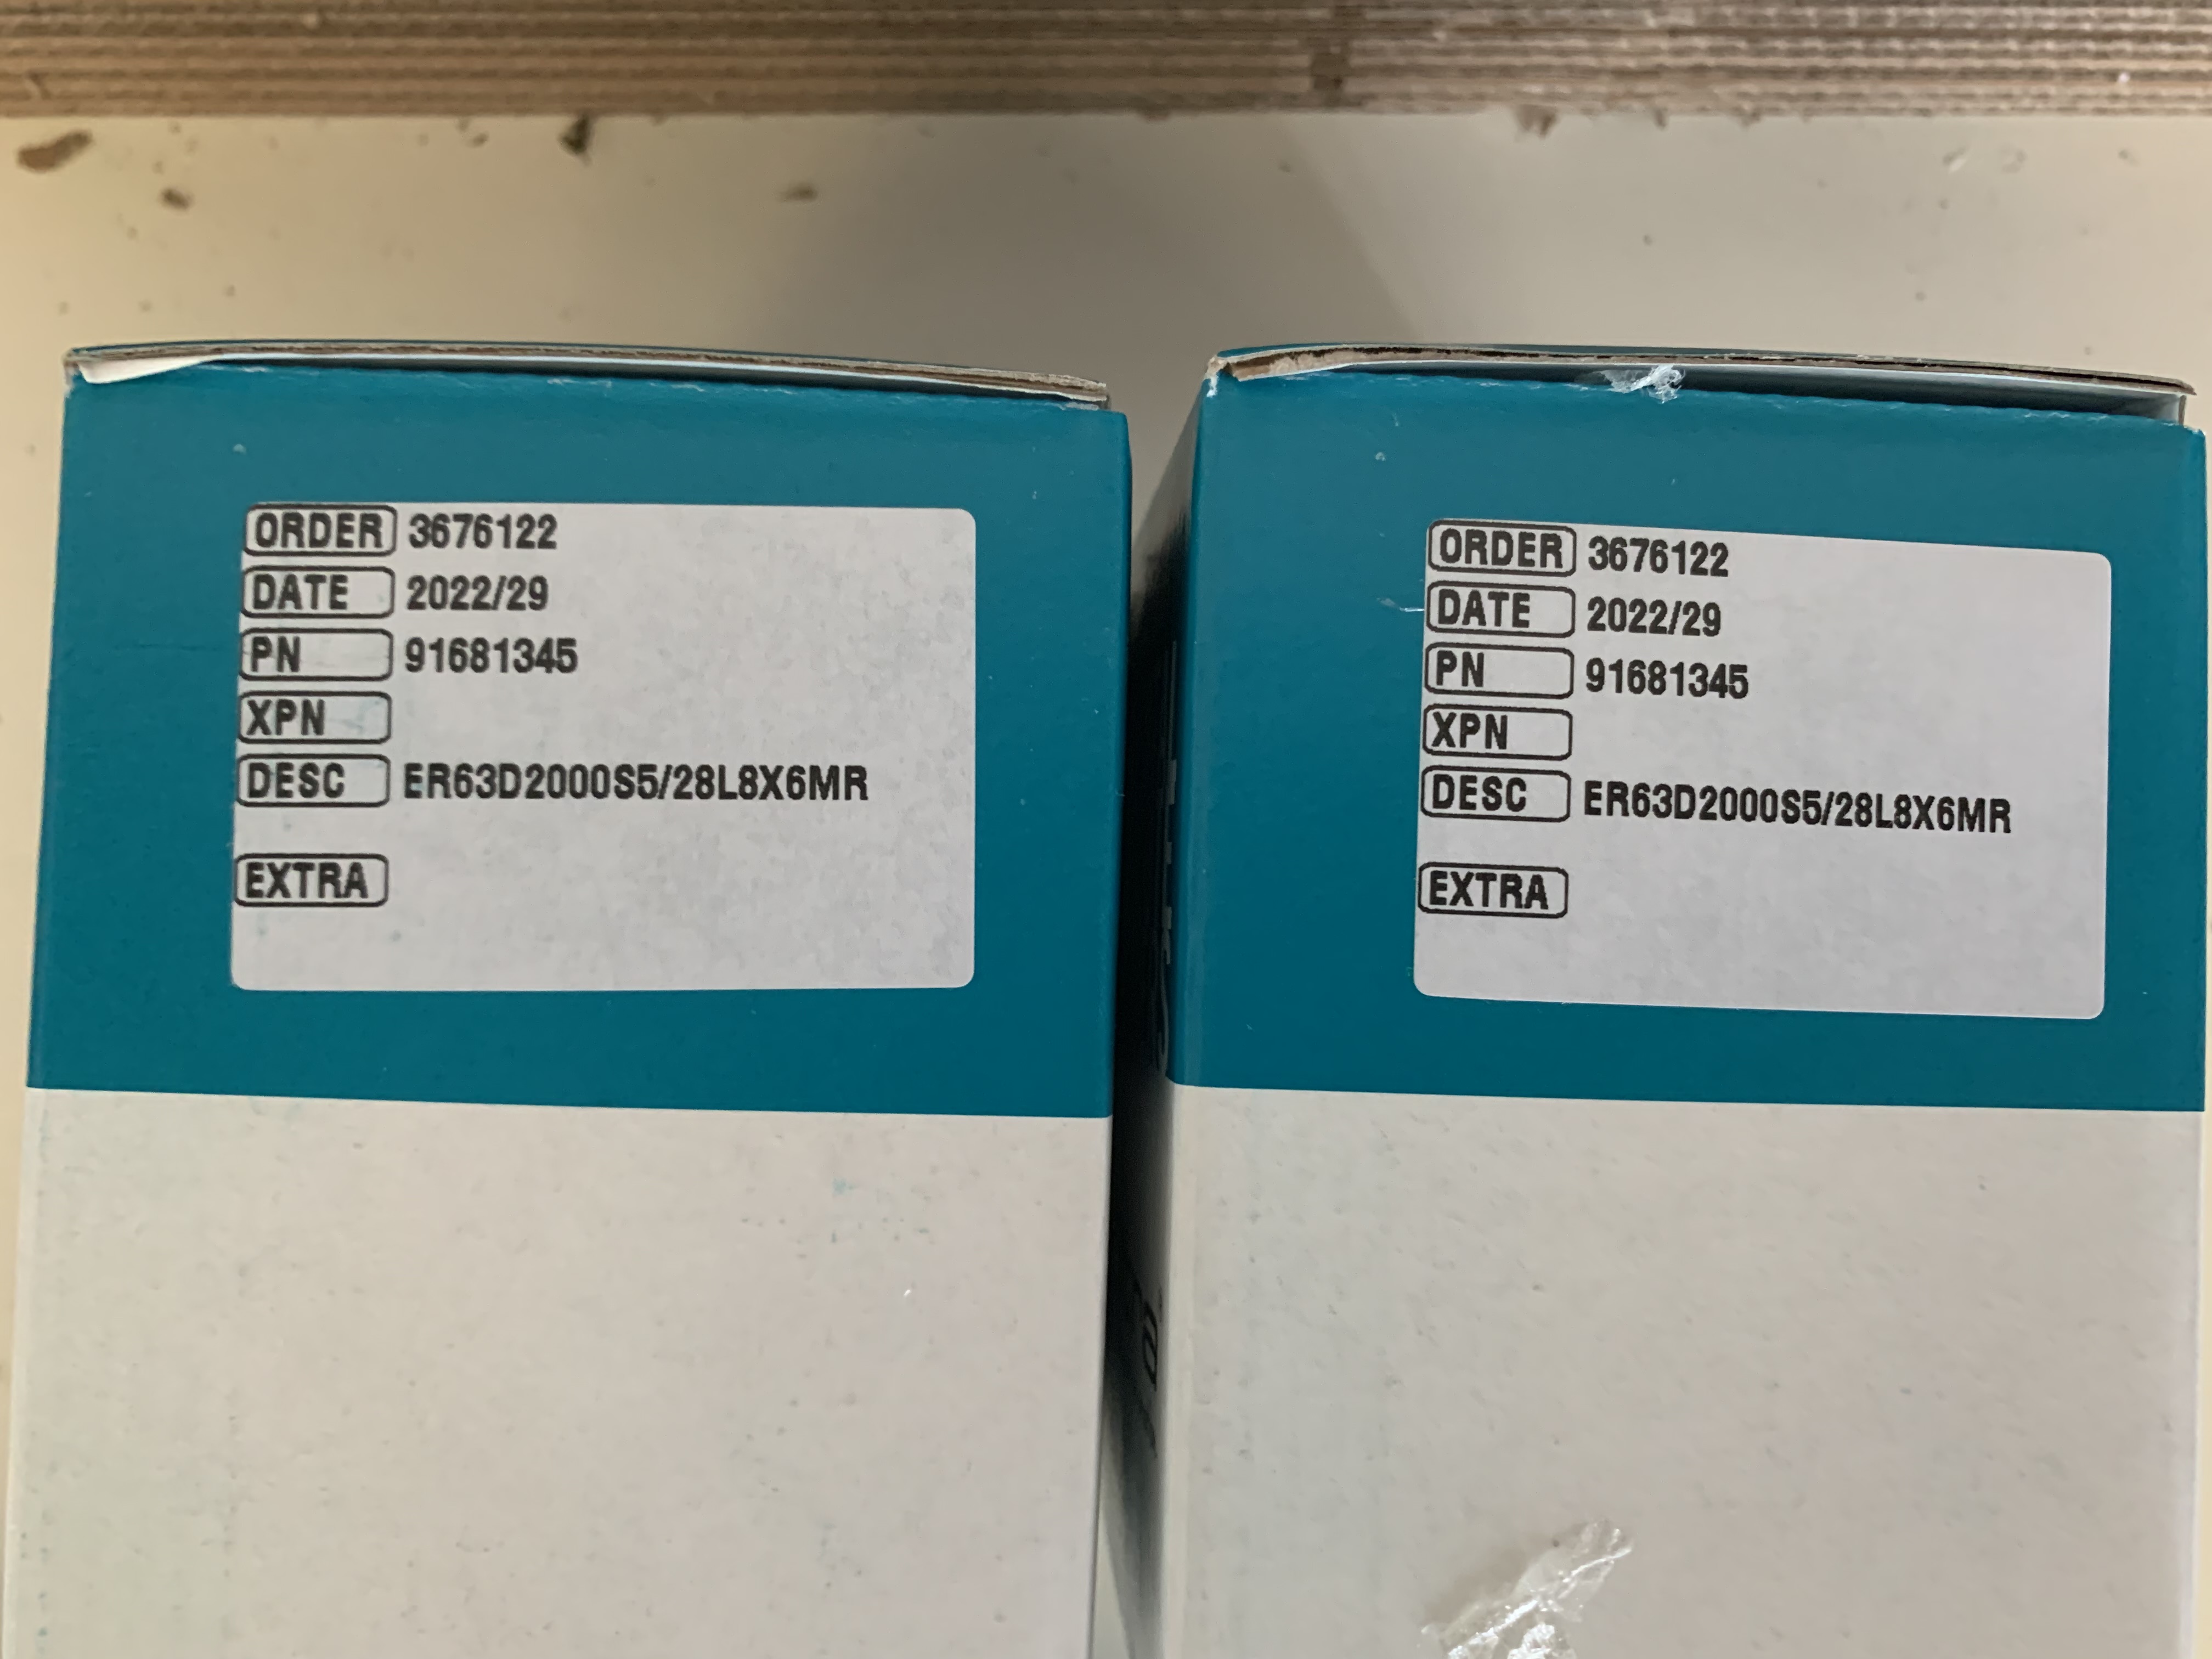 ORDER 3676122
DATE 2022/29
PN 91681345
XPN
DESC ER63D2000S5/28L8X6MR
EXTRA
ORDER 3676122
DATE 2022/29
PN 91681345
XPN
DESC ER63D2000S5/28L8X6MR
EXTRA